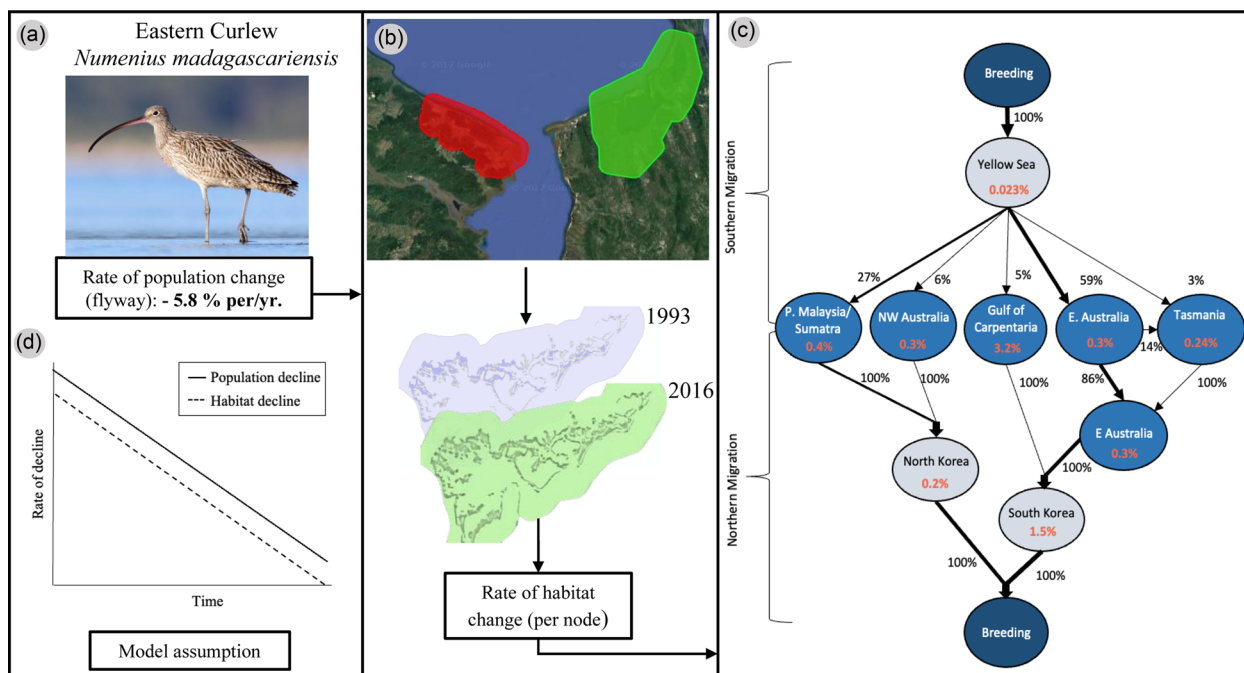 (a)
Eastern Curlew
Numenius madagascariensis
Rate of population change
(flyway): - 5.8 % per/yr.
(d)
Population decline
Habitat decline
Rate of decline
Time
Model assumption
(b)
1993
2016
Rate of habitat
change (per node)
(c)
Southern Migration
Northern Migration
Breeding
100%
Yellow Sea
0.023%
27%
6%
5%
59%
3%
P. Malaysia/
Sumatra
0.4%
NW Australia
0.3%
Gulf of
Carpentaria
3.2%
E. Australia
0.3%
14%
Tasmania
0.24%
100%
100%
100%
86%
100%
E Australia
0.3%
North Korea
0.2%
100%
South Korea
1.5%
100%
100%
Breeding